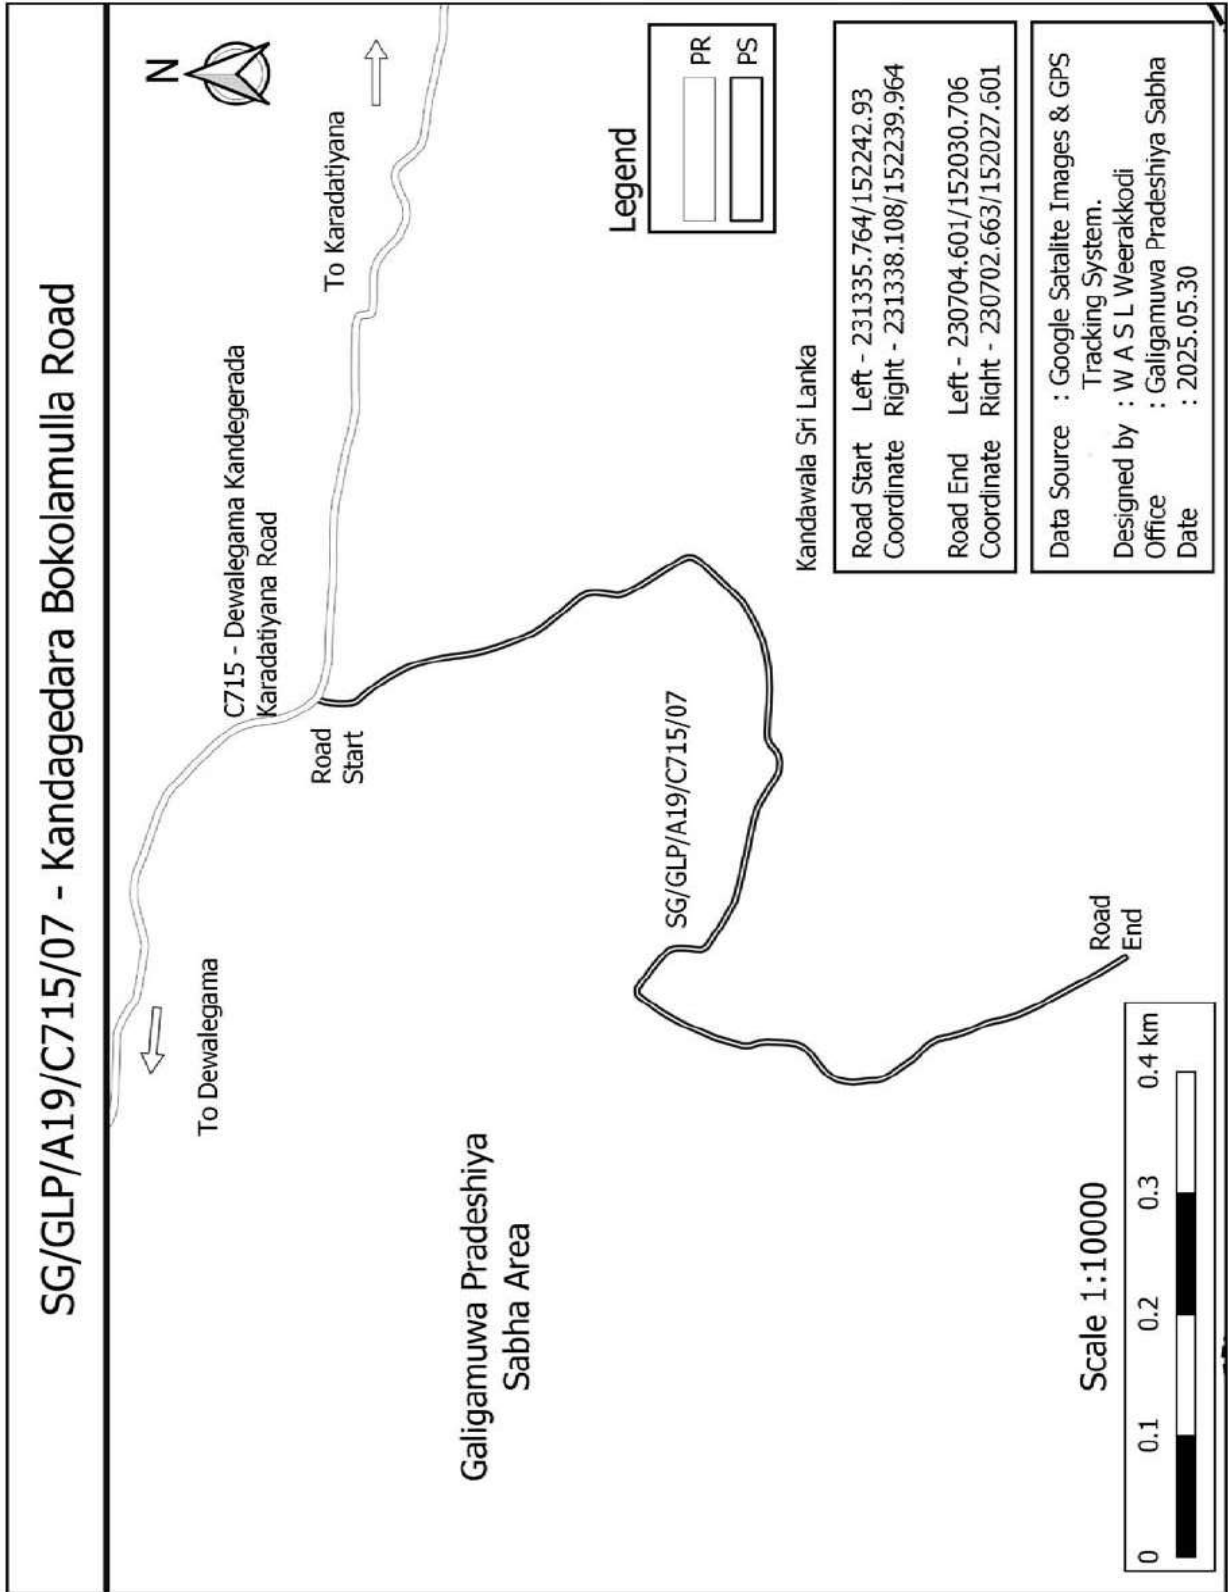 SG/GLP/A19/C715/07 - Kandagedara Bokolamulla Road
N
To Dewalegama
C715 - Dewalegama Kandegerada
Karadatiyana Road
To Karadatiyana
Road
Start
Galigamuwa Pradeshiya
Sabha Area
SG/GLP/A19/C715/07
Road
End
Legend
PR
PS
Kandawala Sri Lanka
Road Start Left - 231335.764/152242.93
Coordinate Right - 231338.108/152239.964
Road End Left - 230704.601/152030.706
Coordinate Right - 230702.663/152027.601
Data Source : Google Satalite Images & GPS
Tracking System.
Designed by : W A S L Weerakkodi
Office : Galigamuwa Pradeshiya Sabha
Date : 2025.05.30
Scale 1:10000
0 0.1 0.2 0.3 0.4 km